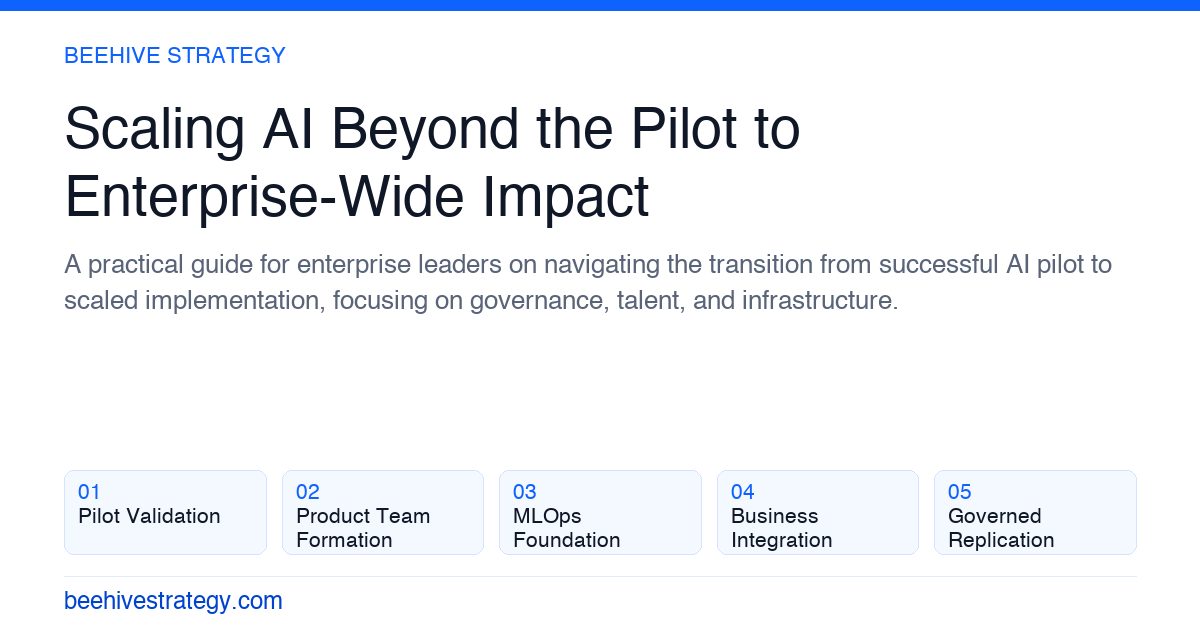 BEEHIVE STRATEGY
Scaling AI Beyond the Pilot to
Enterprise-Wide Impact
A practical guide for enterprise leaders on navigating the transition from successful AI pilot to
scaled implementation, focusing on governance, talent, and infrastructure.
01
Pilot Validation
02
Product Team
Formation
03
MLOps
Foundation
04
Business
Integration
05
Governed
Replication
beehivestrategy.com